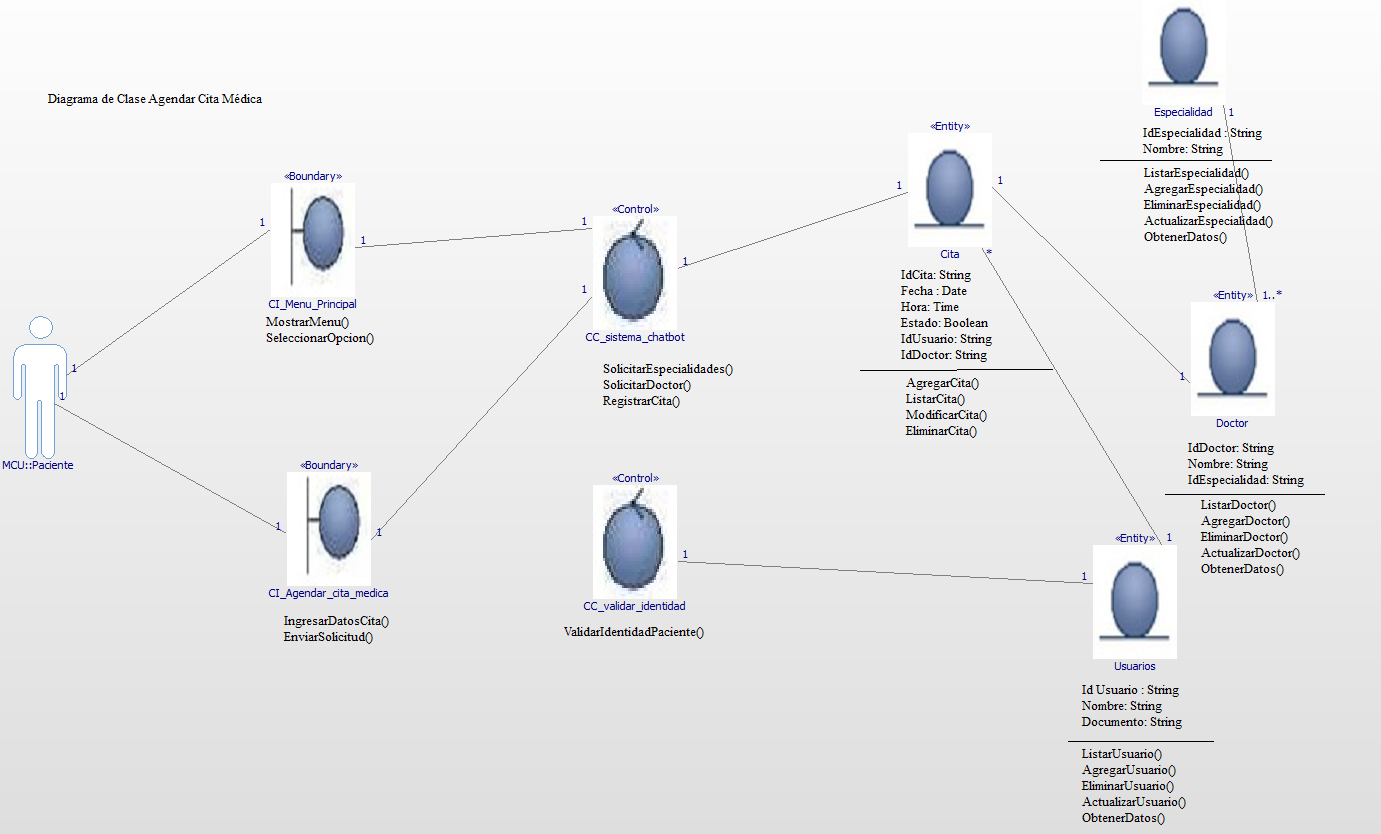 Diagrama de Clase Agendar Cita Médica
MCU::Paciente
1
1
«Boundary»
1
1
CI_Menu_Principal
MostrarMenu()
SeleccionarOpcion()
«Boundary»
1
1
CI_Agendar_cita_medica
IngresarDatosCita()
EnviarSolicitud()
«Control»
1
1
1
CC_sistema_chatbot
SolicitarEspecialidades()
SolicitarDoctor()
RegistrarCita()
«Control»
1
CC_validar_identidad
ValidarIdentidadPaciente()
«Entity»
1
1
Cita
*
IdCita: String
Fecha : Date
Hora: Time
Estado: Boolean
IdUsuario: String
IdDoctor: String
AgregarCita()
ListarCita()
ModificarCita()
EliminarCita()
Especialidad
1
IdEspecialidad : String
Nombre: String
ListarEspecialidad()
AgregarEspecialidad()
EliminarEspecialidad()
ActualizarEspecialidad()
ObtenerDatos()
«Entity»
1..*
1
Doctor
IdDoctor: String
Nombre: String
IdEspecialidad: String
ListarDoctor()
AgregarDoctor()
EliminarDoctor()
ActualizarDoctor()
ObtenerDatos()
«Entity»
1
1
Usuarios
Id Usuario : String
Nombre: String
Documento: String
ListarUsuario()
AgregarUsuario()
EliminarUsuario()
ActualizarUsuario()
ObtenerDatos()